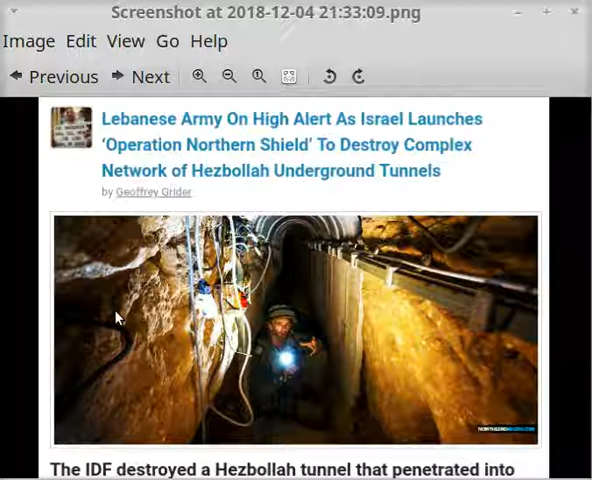 Screenshot at 2018-12-04 21:33:09.png
Image Edit View Go Help
Previous Next
Lebanese Army On High Alert As Israel Launches
‘Operation Northern Shield’ To Destroy Complex
Network of Hezbollah Underground Tunnels
by Geoffrey Grider
The IDF destroyed a Hezbollah tunnel that penetrated into